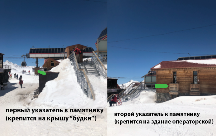 первый указатель к памятнику
(крепится на крышу "будки")
второй указатель к памятнику
(крепится на здание операторской)